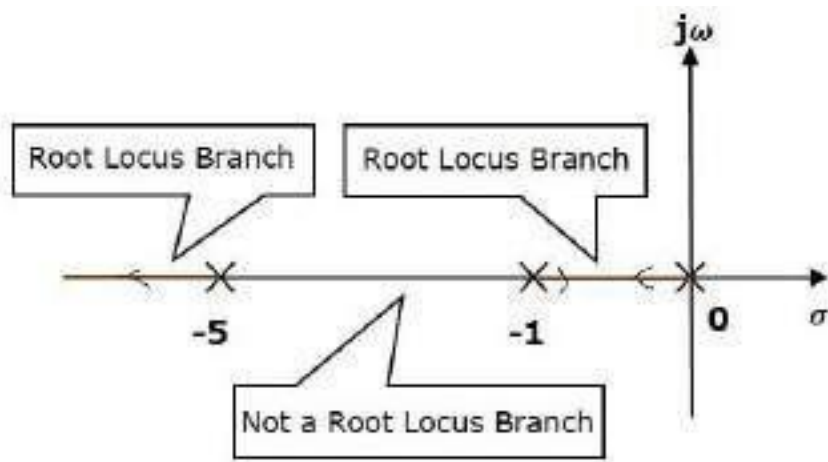 jω
Root Locus Branch
Root Locus Branch
-5
-1
0
σ
Not a Root Locus Branch